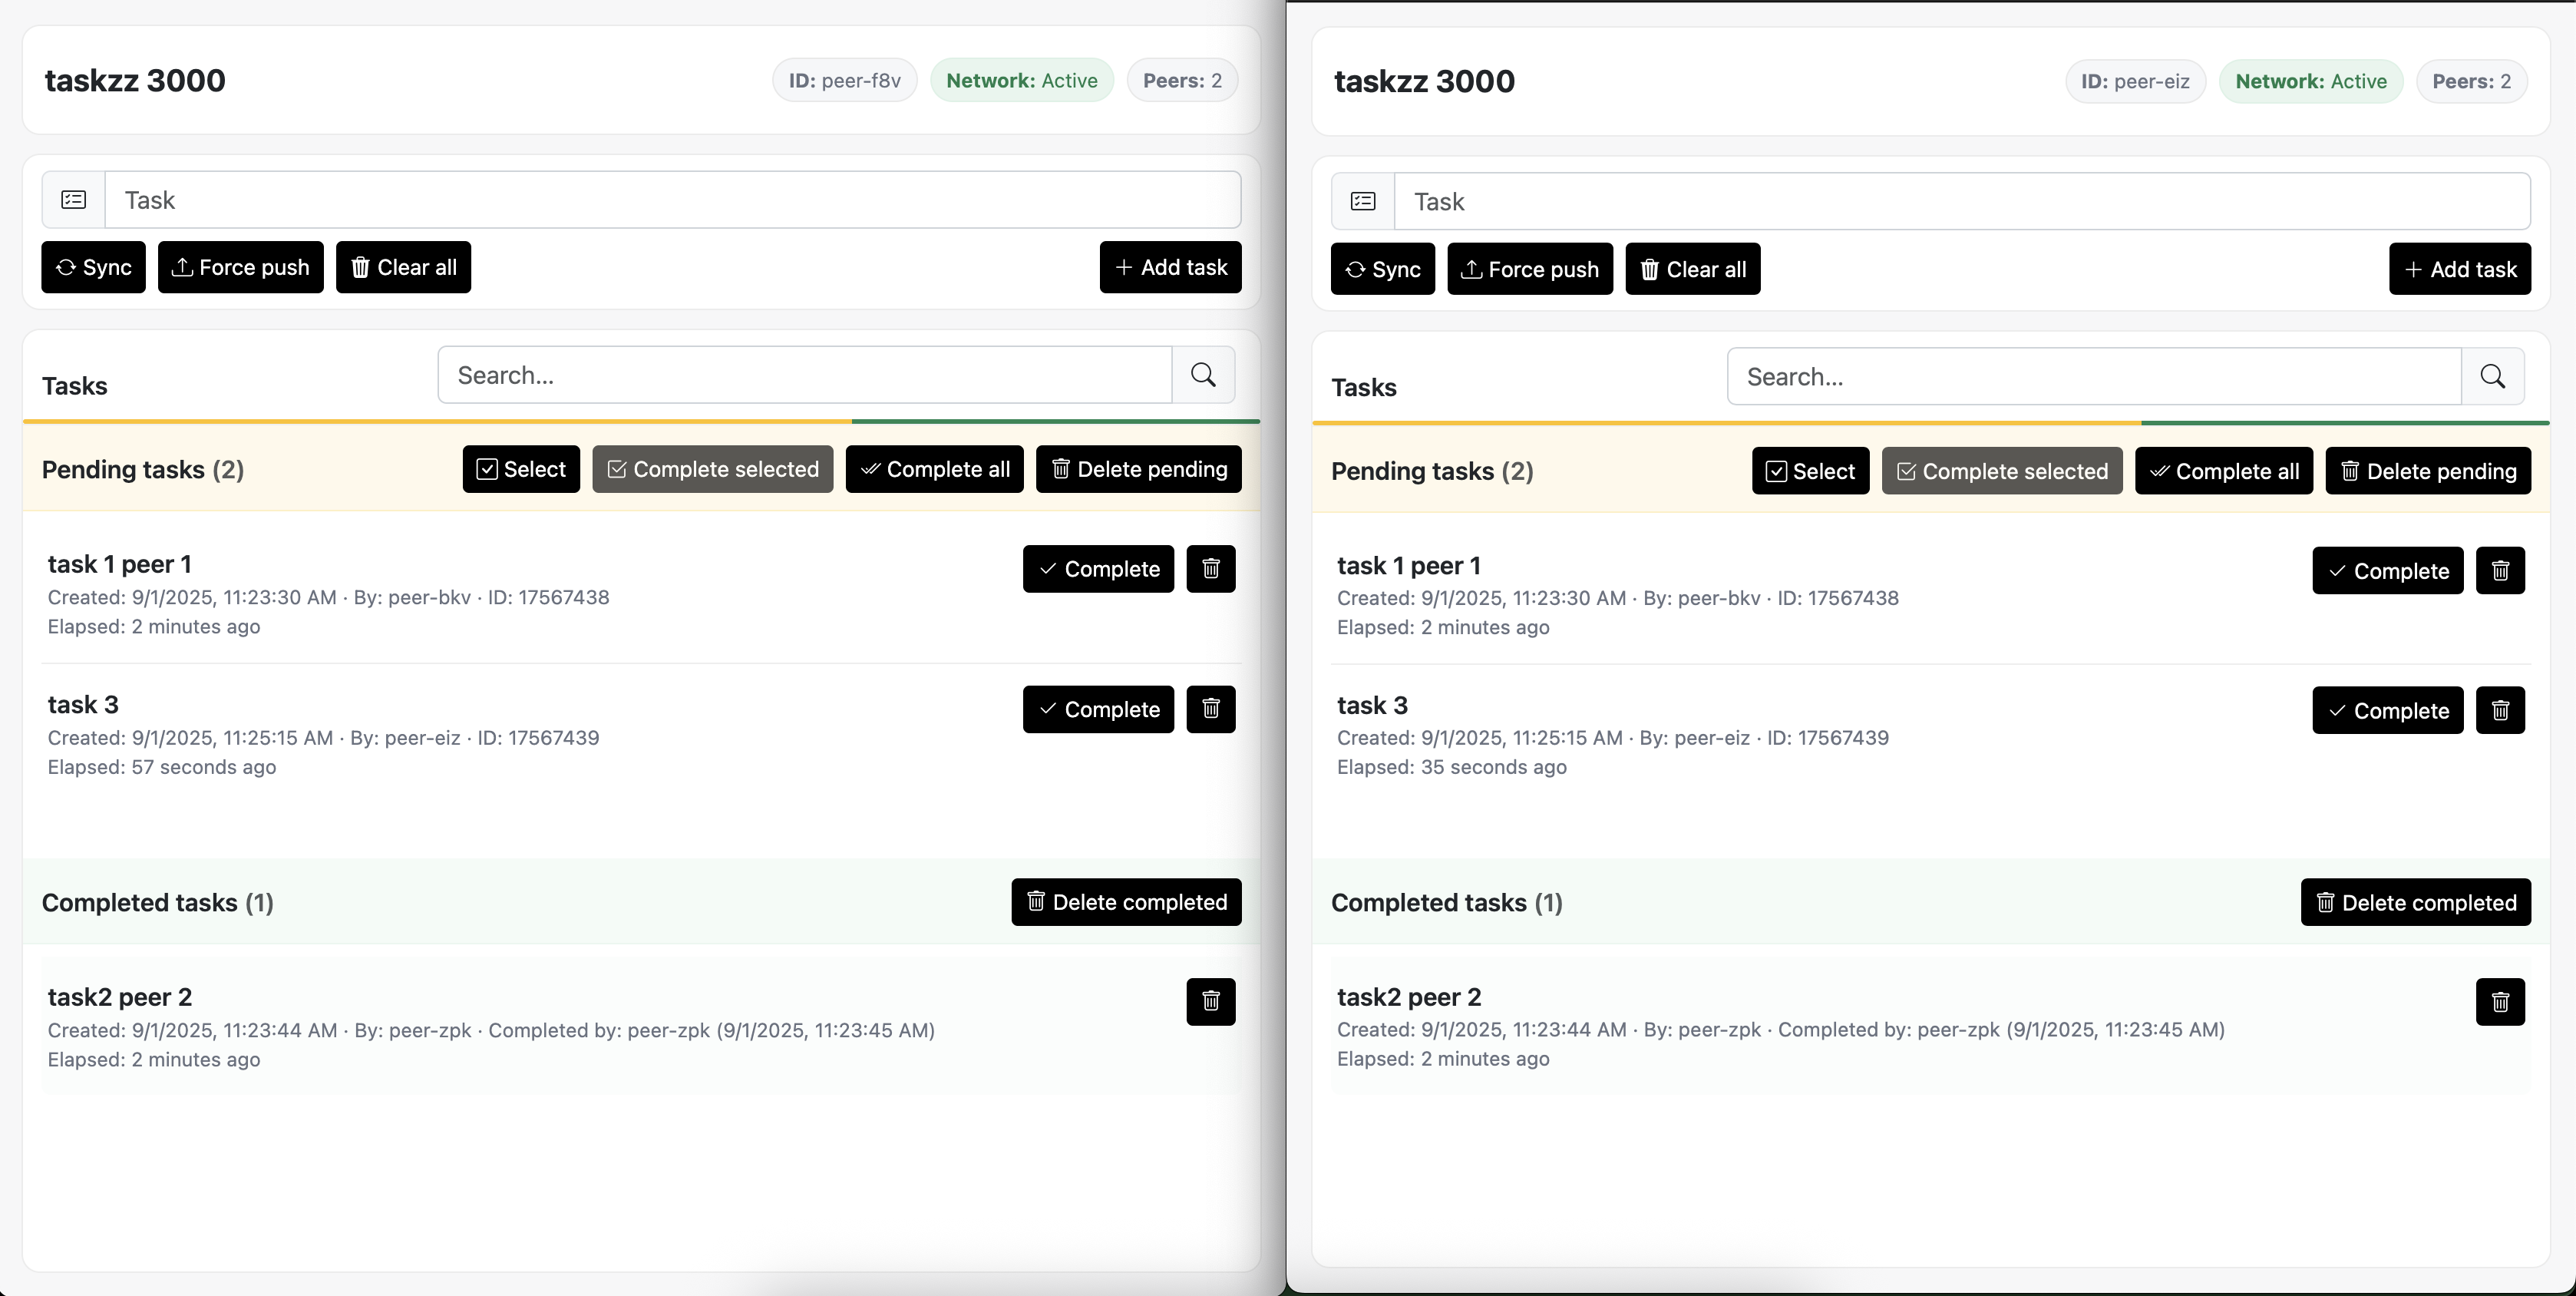 taskzz 3000
ID: peer-f8v
Network: Active
Peers: 2
Task
Sync
Force push
Clear all
Add task
Tasks
Search...
Pending tasks (2)
Select
Complete selected
Complete all
Delete pending
task 1 peer 1
Complete
Created: 9/1/2025, 11:23:30 AM · By: peer-bkv · ID: 17567438
Elapsed: 2 minutes ago
task 3
Complete
Created: 9/1/2025, 11:25:15 AM · By: peer-eiz · ID: 17567439
Elapsed: 57 seconds ago
Completed tasks (1)
Delete completed
task2 peer 2
Created: 9/1/2025, 11:23:44 AM · By: peer-zpk · Completed by: peer-zpk (9/1/2025, 11:23:45 AM)
Elapsed: 2 minutes ago
taskzz 3000
ID: peer-eiz
Network: Active
Peers: 2
Task
Sync
Force push
Clear all
Add task
Tasks
Search...
Pending tasks (2)
Select
Complete selected
Complete all
Delete pending
task 1 peer 1
Complete
Created: 9/1/2025, 11:23:30 AM · By: peer-bkv · ID: 17567438
Elapsed: 2 minutes ago
task 3
Complete
Created: 9/1/2025, 11:25:15 AM · By: peer-eiz · ID: 17567439
Elapsed: 35 seconds ago
Completed tasks (1)
Delete completed
task2 peer 2
Created: 9/1/2025, 11:23:44 AM · By: peer-zpk · Completed by: peer-zpk (9/1/2025, 11:23:45 AM)
Elapsed: 2 minutes ago